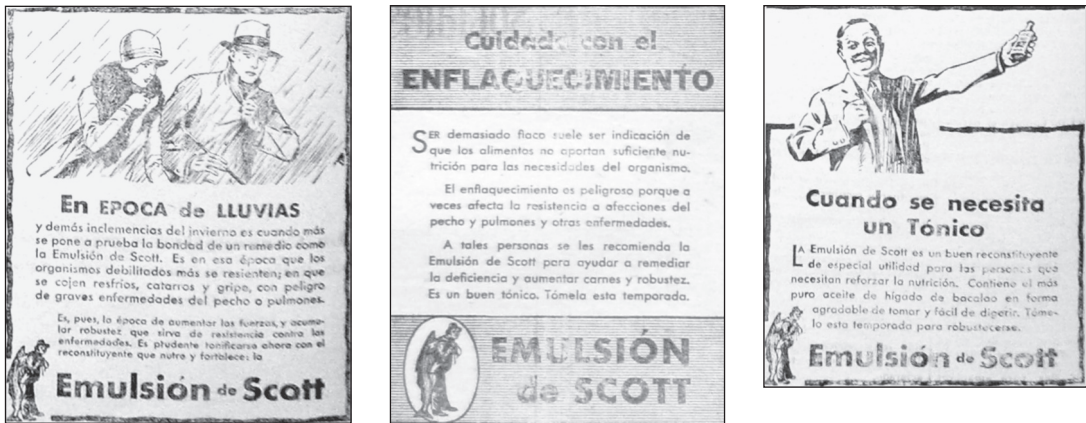 En EPOCA de LLUVIAS
y demás inclemencias del invierno es cuando más
se pone a prueba la bondad de un remedio como
la Emulsión de Scott. Es en esa época que los
organismos debilitados más se resienten; en que
se cojen resfríos, catarros y gripe, con peligro
de graves enfermedades del pecho o pulmones.
Es, pues, la época de aumentar las fuerzas, y acumu-
lar robustez que sirva de resistencia contra las
enfermedades. Es prudente tonificarse ahora con el
reconstituyente que nutre y fortalece: la
Emulsión de Scott
Cuidado con el
ENFLAQUECIMIENTO
SER demasiado flaco suele ser indicación de
que los alimentos no aportan suficiente nu-
trición para las necesidades del organismo.
El enflaquecimiento es peligroso porque a
veces afecta la resistencia a afecciones del
pecho y pulmones y otras enfermedades.
A tales personas se les recomienda la
Emulsión de Scott para ayudar a remediar
la deficiencia y aumentar carnes y robustez.
Es un buen tónico. Tómela esta temporada.
EMULSIÓN
de SCOTT
Cuando se necesita
un Tónico
LA Emulsión de Scott es un buen reconstituyente
de especial utilidad para las personas que
necesitan reforzar la nutrición. Contiene el más
puro aceite de hígado de bacalao en forma
agradable de tomar y fácil de digerir. Tóme-
lo esta temporada para robustecerse.
Emulsión de Scott